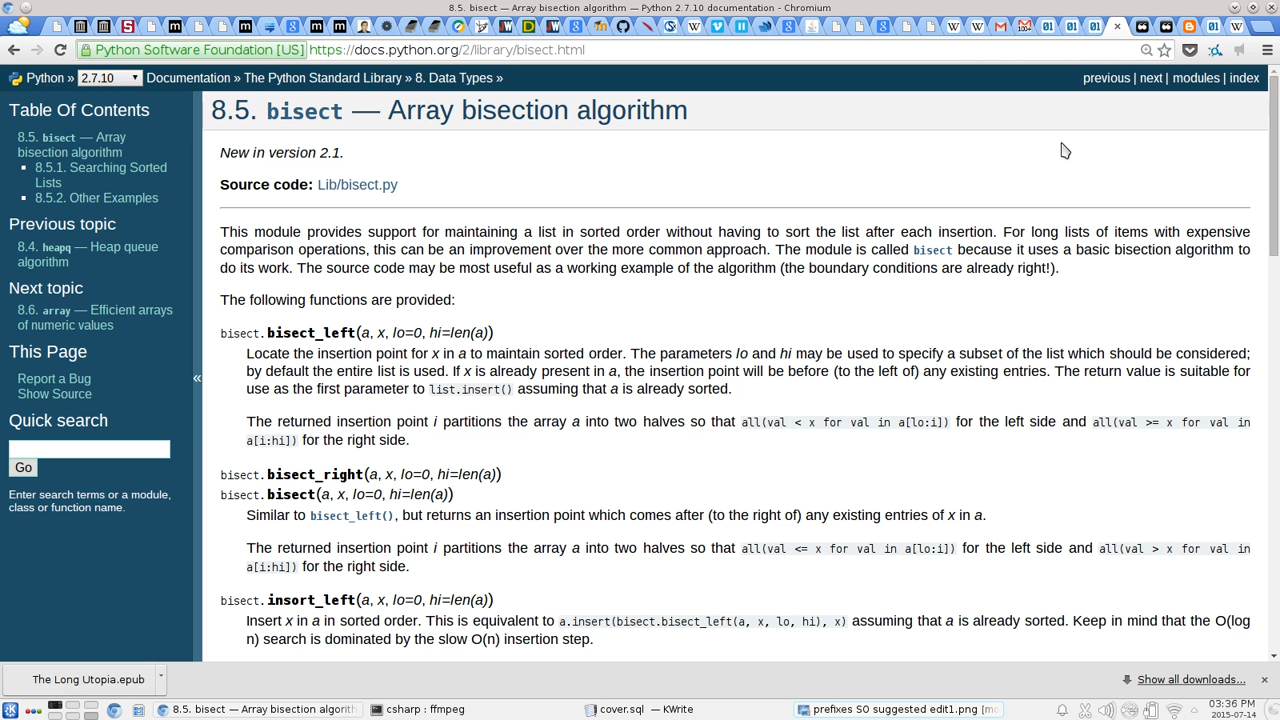 8.5. bisect — Array bisection algorithm — Python 2.7.10 documentation - Chromium
Python Software Foundation [US] https://docs.python.org/2/library/bisect.html
Python » 2.7.10 Documentation » The Python Standard Library » 8. Data Types »
previous | next | modules | index
Table Of Contents
8.5. bisect — Array
bisection algorithm
8.5.1. Searching Sorted
Lists
8.5.2. Other Examples
Previous topic
8.4. heapq — Heap queue
algorithm
Next topic
8.6. array — Efficient arrays
of numeric values
This Page
Report a Bug
Show Source
Quick search
Go
Enter search terms or a module,
class or function name.
«
8.5. bisect — Array bisection algorithm
New in version 2.1.
Source code: Lib/bisect.py
This module provides support for maintaining a list in sorted order without having to sort the list after each insertion. For long lists of items with expensive
comparison operations, this can be an improvement over the more common approach. The module is called bisect because it uses a basic bisection algorithm to
do its work. The source code may be most useful as a working example of the algorithm (the boundary conditions are already right!).
The following functions are provided:
bisect.bisect_left(a, x, lo=0, hi=len(a))
Locate the insertion point for x in a to maintain sorted order. The parameters lo and hi may be used to specify a subset of the list which should be considered;
by default the entire list is used. If x is already present in a, the insertion point will be before (to the left of) any existing entries. The return value is suitable for
use as the first parameter to list.insert() assuming that a is already sorted.
The returned insertion point i partitions the array a into two halves so that all(val < x for val in a[lo:i]) for the left side and all(val >= x for val in
a[i:hi]) for the right side.
bisect.bisect_right(a, x, lo=0, hi=len(a))
bisect.bisect(a, x, lo=0, hi=len(a))
Similar to bisect_left(), but returns an insertion point which comes after (to the right of) any existing entries of x in a.
The returned insertion point i partitions the array a into two halves so that all(val <= x for val in a[lo:i]) for the left side and all(val > x for val in
a[i:hi]) for the right side.
bisect.insort_left(a, x, lo=0, hi=len(a))
Insert x in a in sorted order. This is equivalent to a.insert(bisect.bisect_left(a, x, lo, hi), x) assuming that a is already sorted. Keep in mind that the O(log
n) search is dominated by the slow O(n) insertion step.
The Long Utopia.epub
Show all downloads...
8.5. bisect — Array bisection algorith
csharp : ffmpeg
cover.sql — KWrite
prefixes SO suggested edit1.png [mo
03:36 PM
2015-07-14